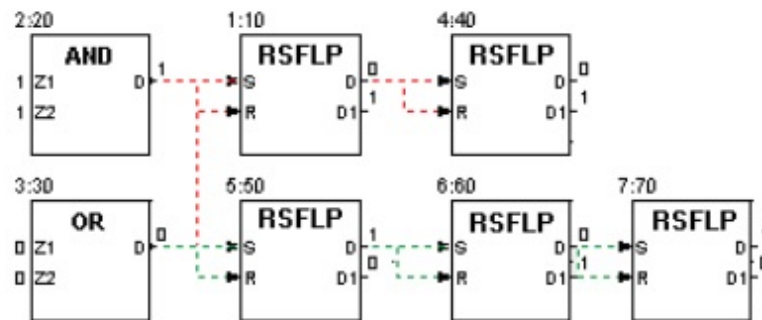 2:20 1:10 4:40
AND RSFLP RSFLP
1 Z1 D 1 S D 0 S D 0
1 Z2 R D1 1 R D1 1
3:30 5:50 6:60 7:70
OR RSFLP RSFLP RSFLP
0 Z1 D 0 S D 1 S D 0 S D
0 Z2 R D1 0 R D1 1 R D1